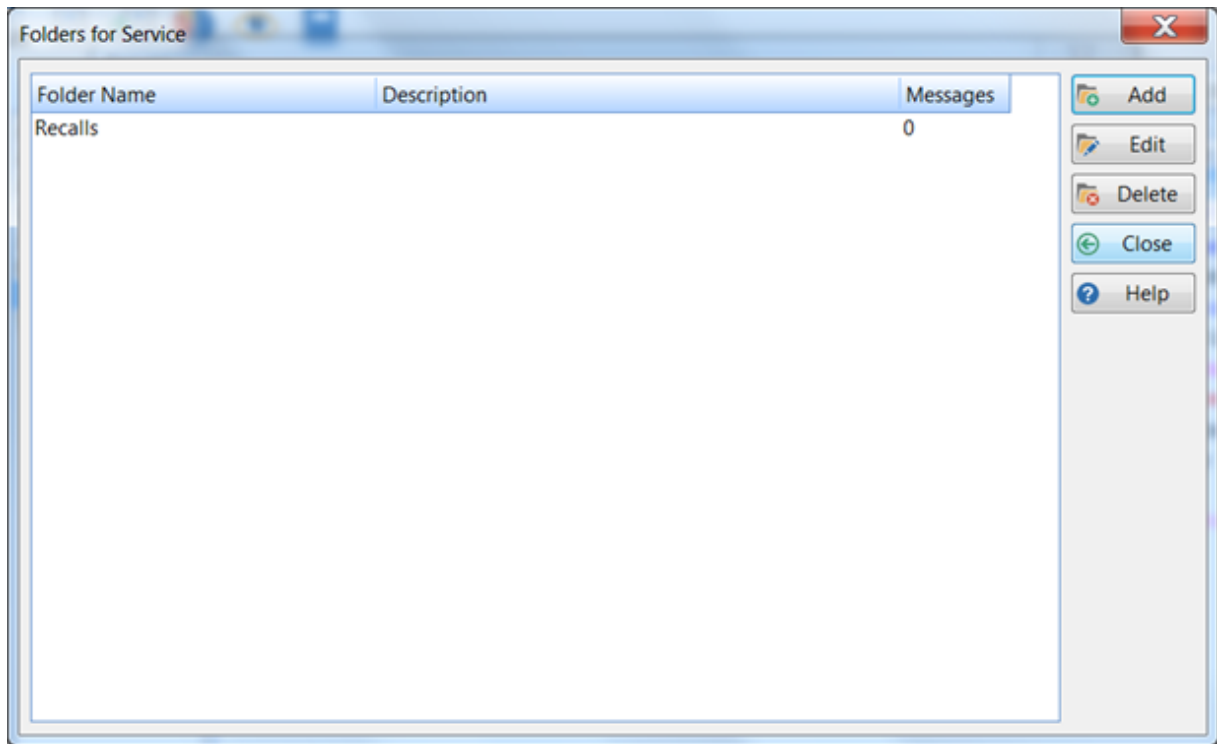 Folders for Service
Folder Name Description Messages
Recalls 0
Add
Edit
Delete
Close
Help